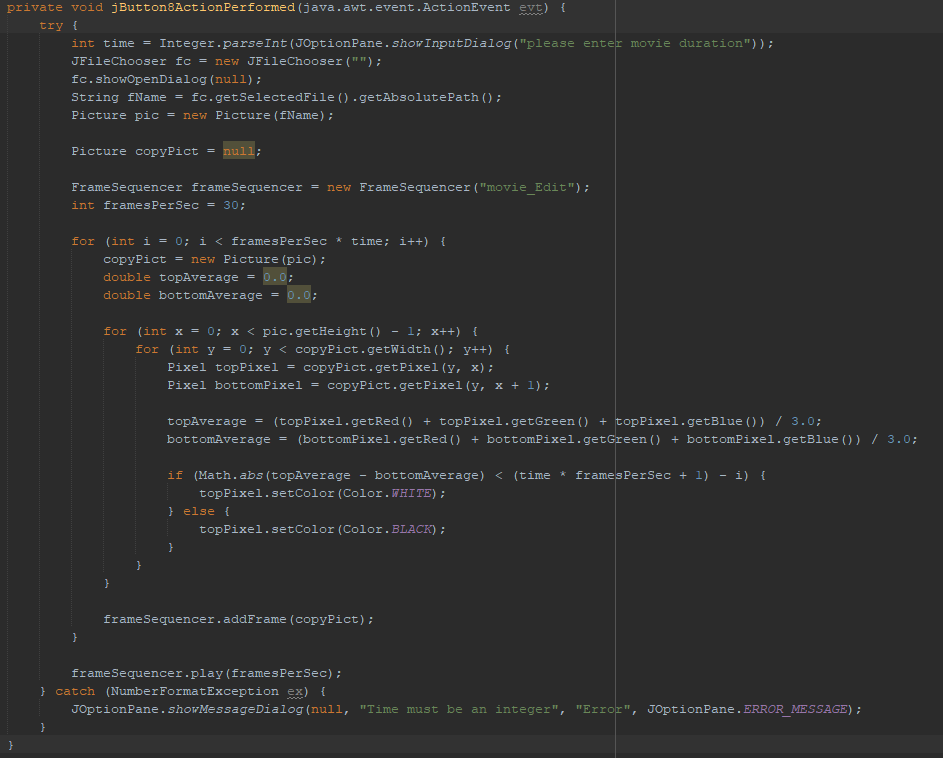 private void jButton8ActionPerformed(java.awt.event.ActionEvent evt) {
    try {
        int time = Integer.parseInt(JOptionPane.showInputDialog("please enter movie duration"));
        JFileChooser fc = new JFileChooser("");
        fc.showOpenDialog(null);
        String fName = fc.getSelectedFile().getAbsolutePath();
        Picture pic = new Picture(fName);

        Picture copyPict = null;

        FrameSequencer frameSequencer = new FrameSequencer("movie_Edit");
        int framesPerSec = 30;

        for (int i = 0; i < framesPerSec * time; i++) {
            copyPict = new Picture(pic);
            double topAverage = 0.0;
            double bottomAverage = 0.0;

            for (int x = 0; x < pic.getHeight() - 1; x++) {
                for (int y = 0; y < copyPict.getWidth(); y++) {
                    Pixel topPixel = copyPict.getPixel(y, x);
                    Pixel bottomPixel = copyPict.getPixel(y, x + 1);

                    topAverage = (topPixel.getRed() + topPixel.getGreen() + topPixel.getBlue()) / 3.0;
                    bottomAverage = (bottomPixel.getRed() + bottomPixel.getGreen() + bottomPixel.getBlue()) / 3.0;

                    if (Math.abs(topAverage - bottomAverage) < (time * framesPerSec + 1) - i) {
                        topPixel.setColor(Color.WHITE);
                    } else {
                        topPixel.setColor(Color.BLACK);
                    }
                }
            }

            frameSequencer.addFrame(copyPict);
        }

        frameSequencer.play(framesPerSec);
    } catch (NumberFormatException ex) {
        JOptionPane.showMessageDialog(null, "Time must be an integer", "Error", JOptionPane.ERROR_MESSAGE);
    }
}